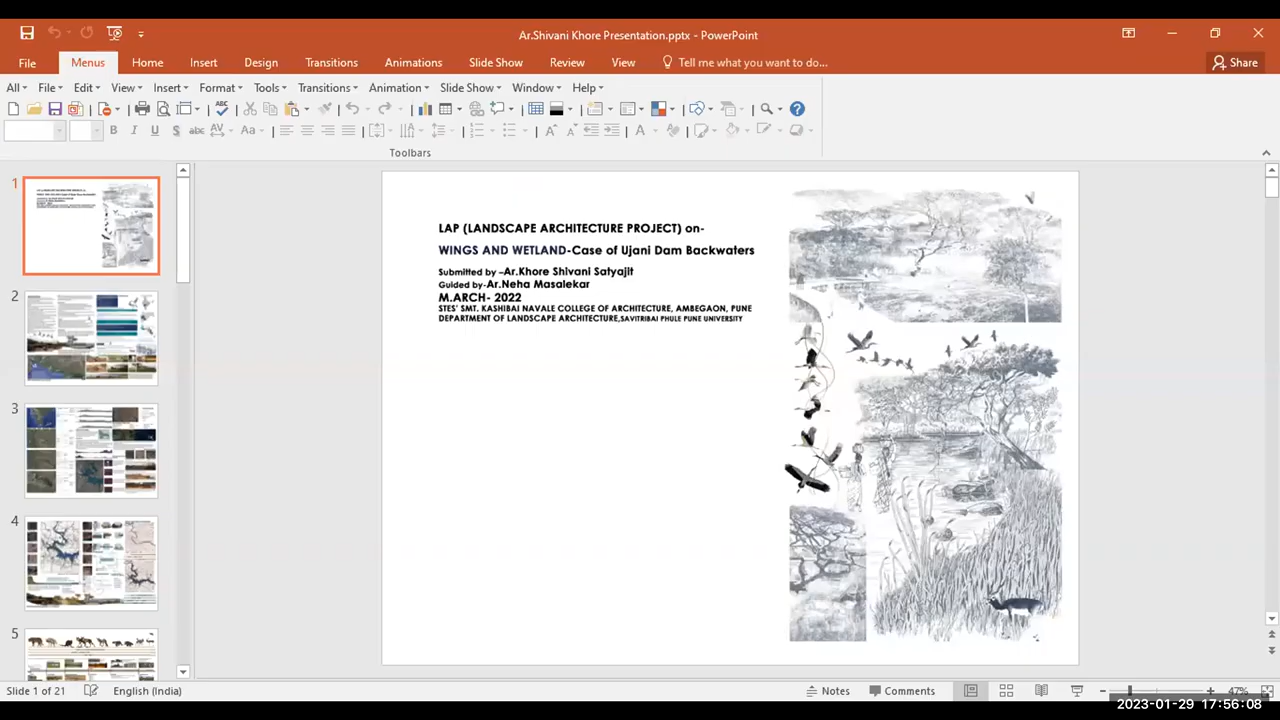 Ar.Shivani Khore Presentation.pptx - PowerPoint
File Menus Home Insert Design Transitions Animations Slide Show Review View Tell me what you want to do... Share
All File Edit View Insert Format Tools Transitions Animation Slide Show Window Help
Toolbars
1
2
3
4
5
LAP (LANDSCAPE ARCHITECTURE PROJECT) on-
WINGS AND WETLAND-Case of Ujani Dam Backwaters
Submitted by –Ar.Khore Shivani Satyajit
Guided by-Ar.Neha Masalekar
M.ARCH- 2022
STES' SMT. KASHIBAI NAVALE COLLEGE OF ARCHITECTURE, AMBEGAON, PUNE
DEPARTMENT OF LANDSCAPE ARCHITECTURE,SAVITRIBAI PHULE PUNE UNIVERSITY
Slide 1 of 21 English (India) Notes Comments 47%
2023-01-29 17:56:08